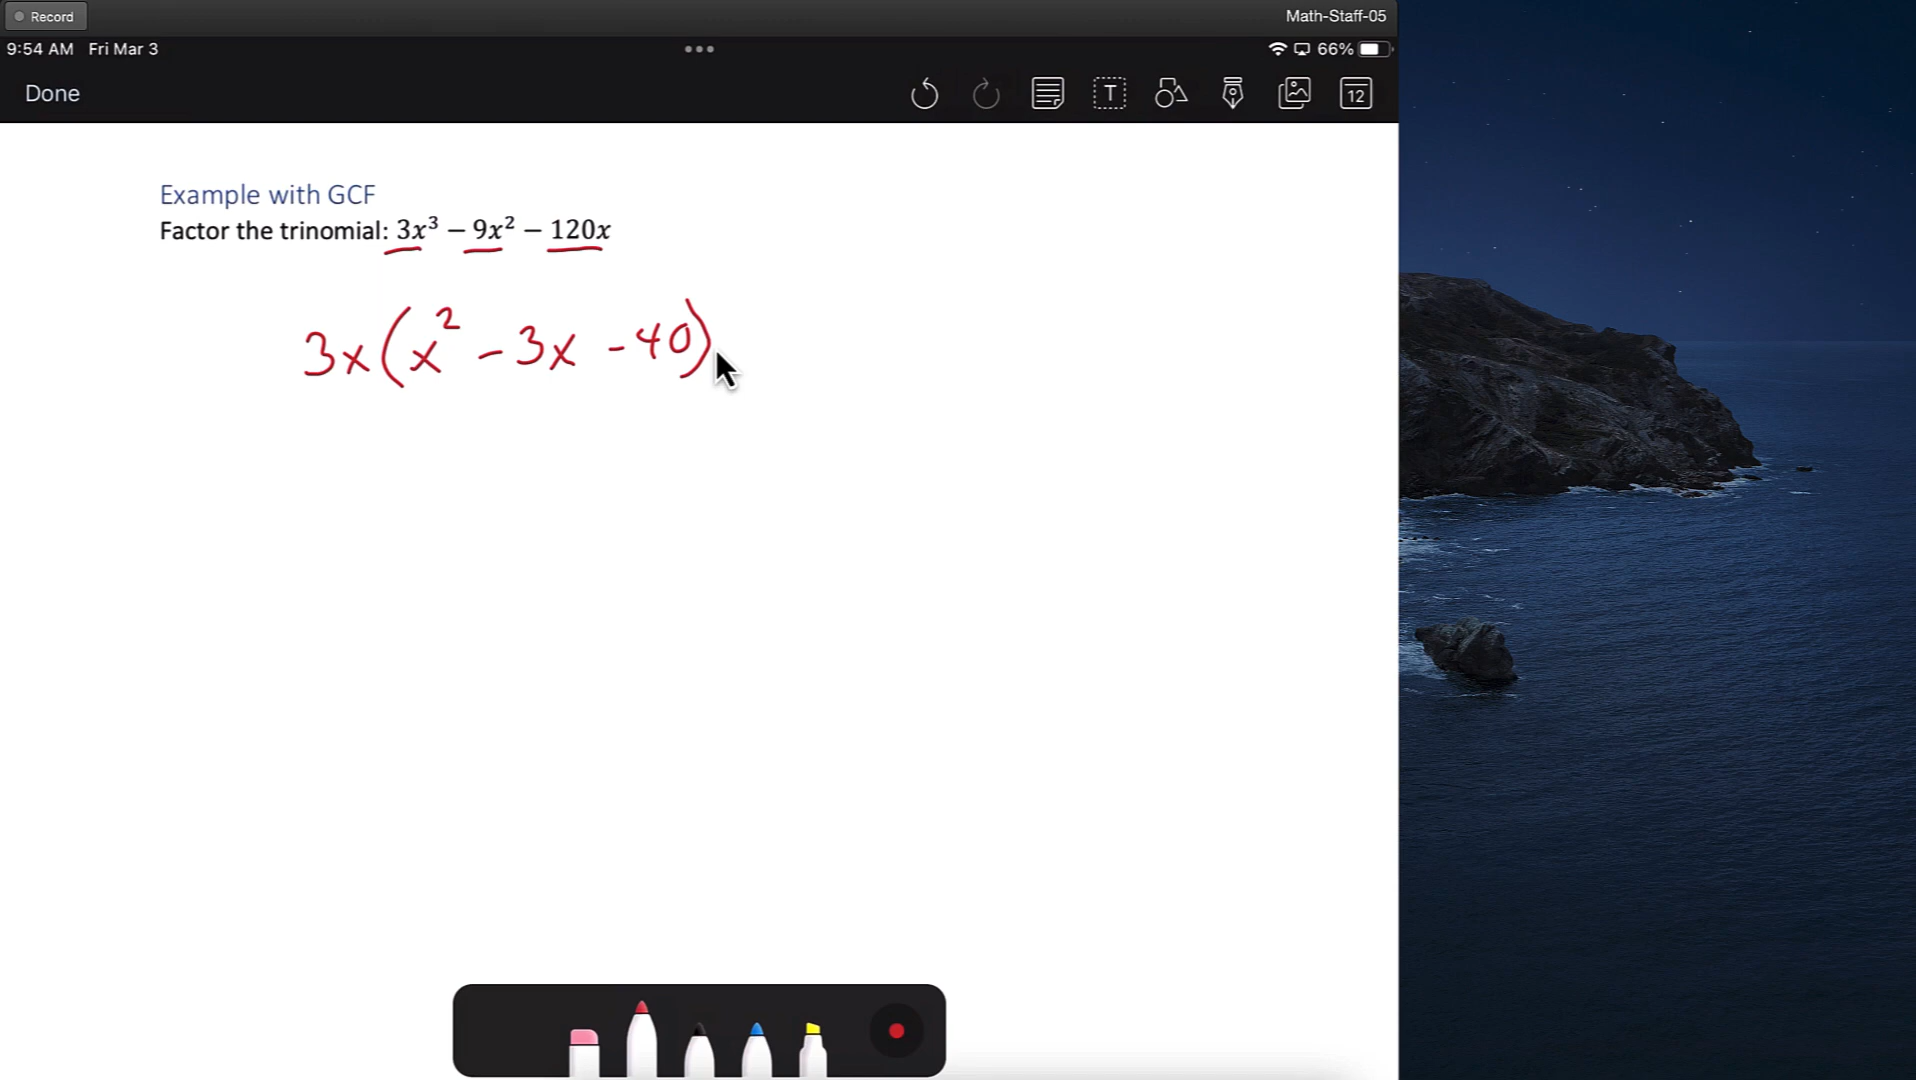 Record
Math-Staff-05
9:54 AM Fri Mar 3
66%
Done
T
12
Example with GCF
Factor the trinomial: 3x³ − 9x² − 120x
3x(x² − 3x − 40)